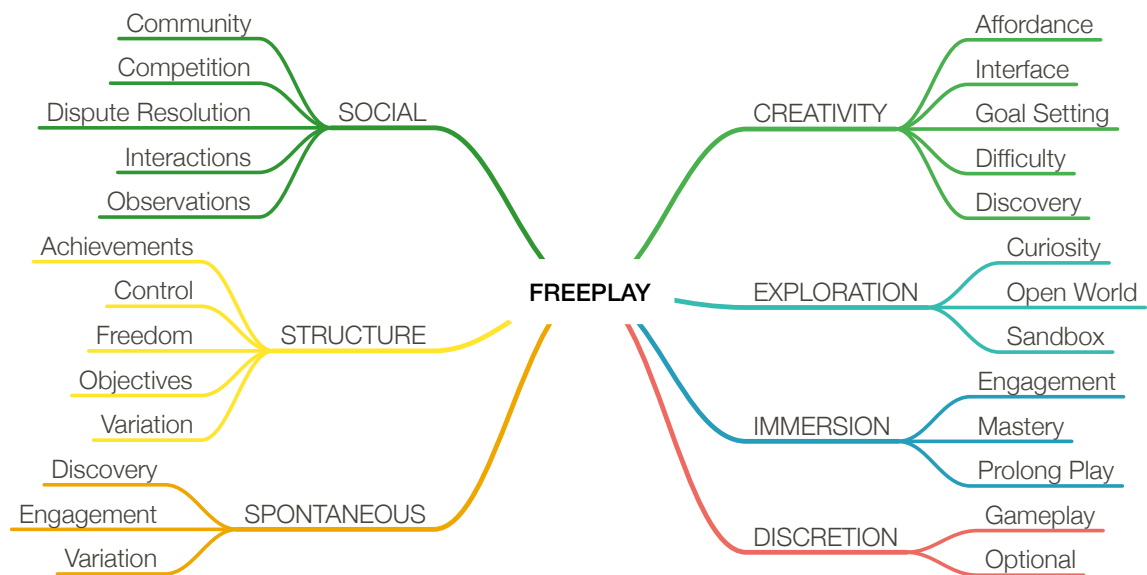 FREEPLAY
SOCIAL
Community
Competition
Dispute Resolution
Interactions
Observations
STRUCTURE
Achievements
Control
Freedom
Objectives
Variation
SPONTANEOUS
Discovery
Engagement
Variation
CREATIVITY
Affordance
Interface
Goal Setting
Difficulty
Discovery
EXPLORATION
Curiosity
Open World
Sandbox
IMMERSION
Engagement
Mastery
Prolong Play
DISCRETION
Gameplay
Optional